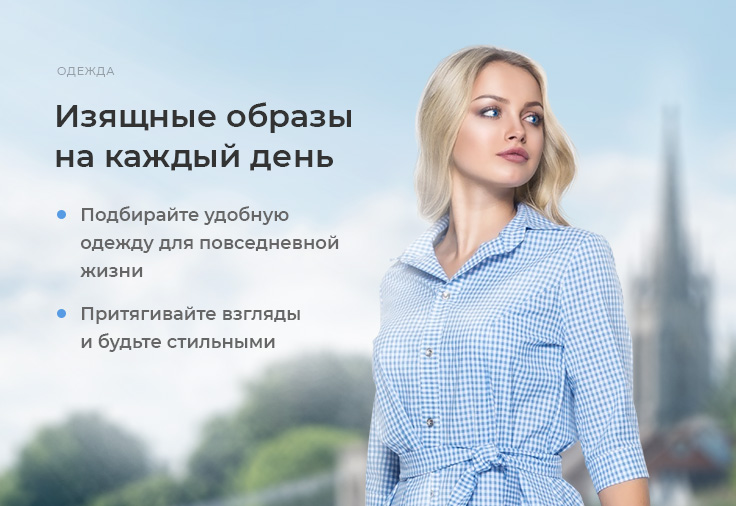 ОДЕЖДА
Изящные образы
на каждый день
Подбирайте удобную
одежду для повседневной
жизни
Притягивайте взгляды
и будьте стильными